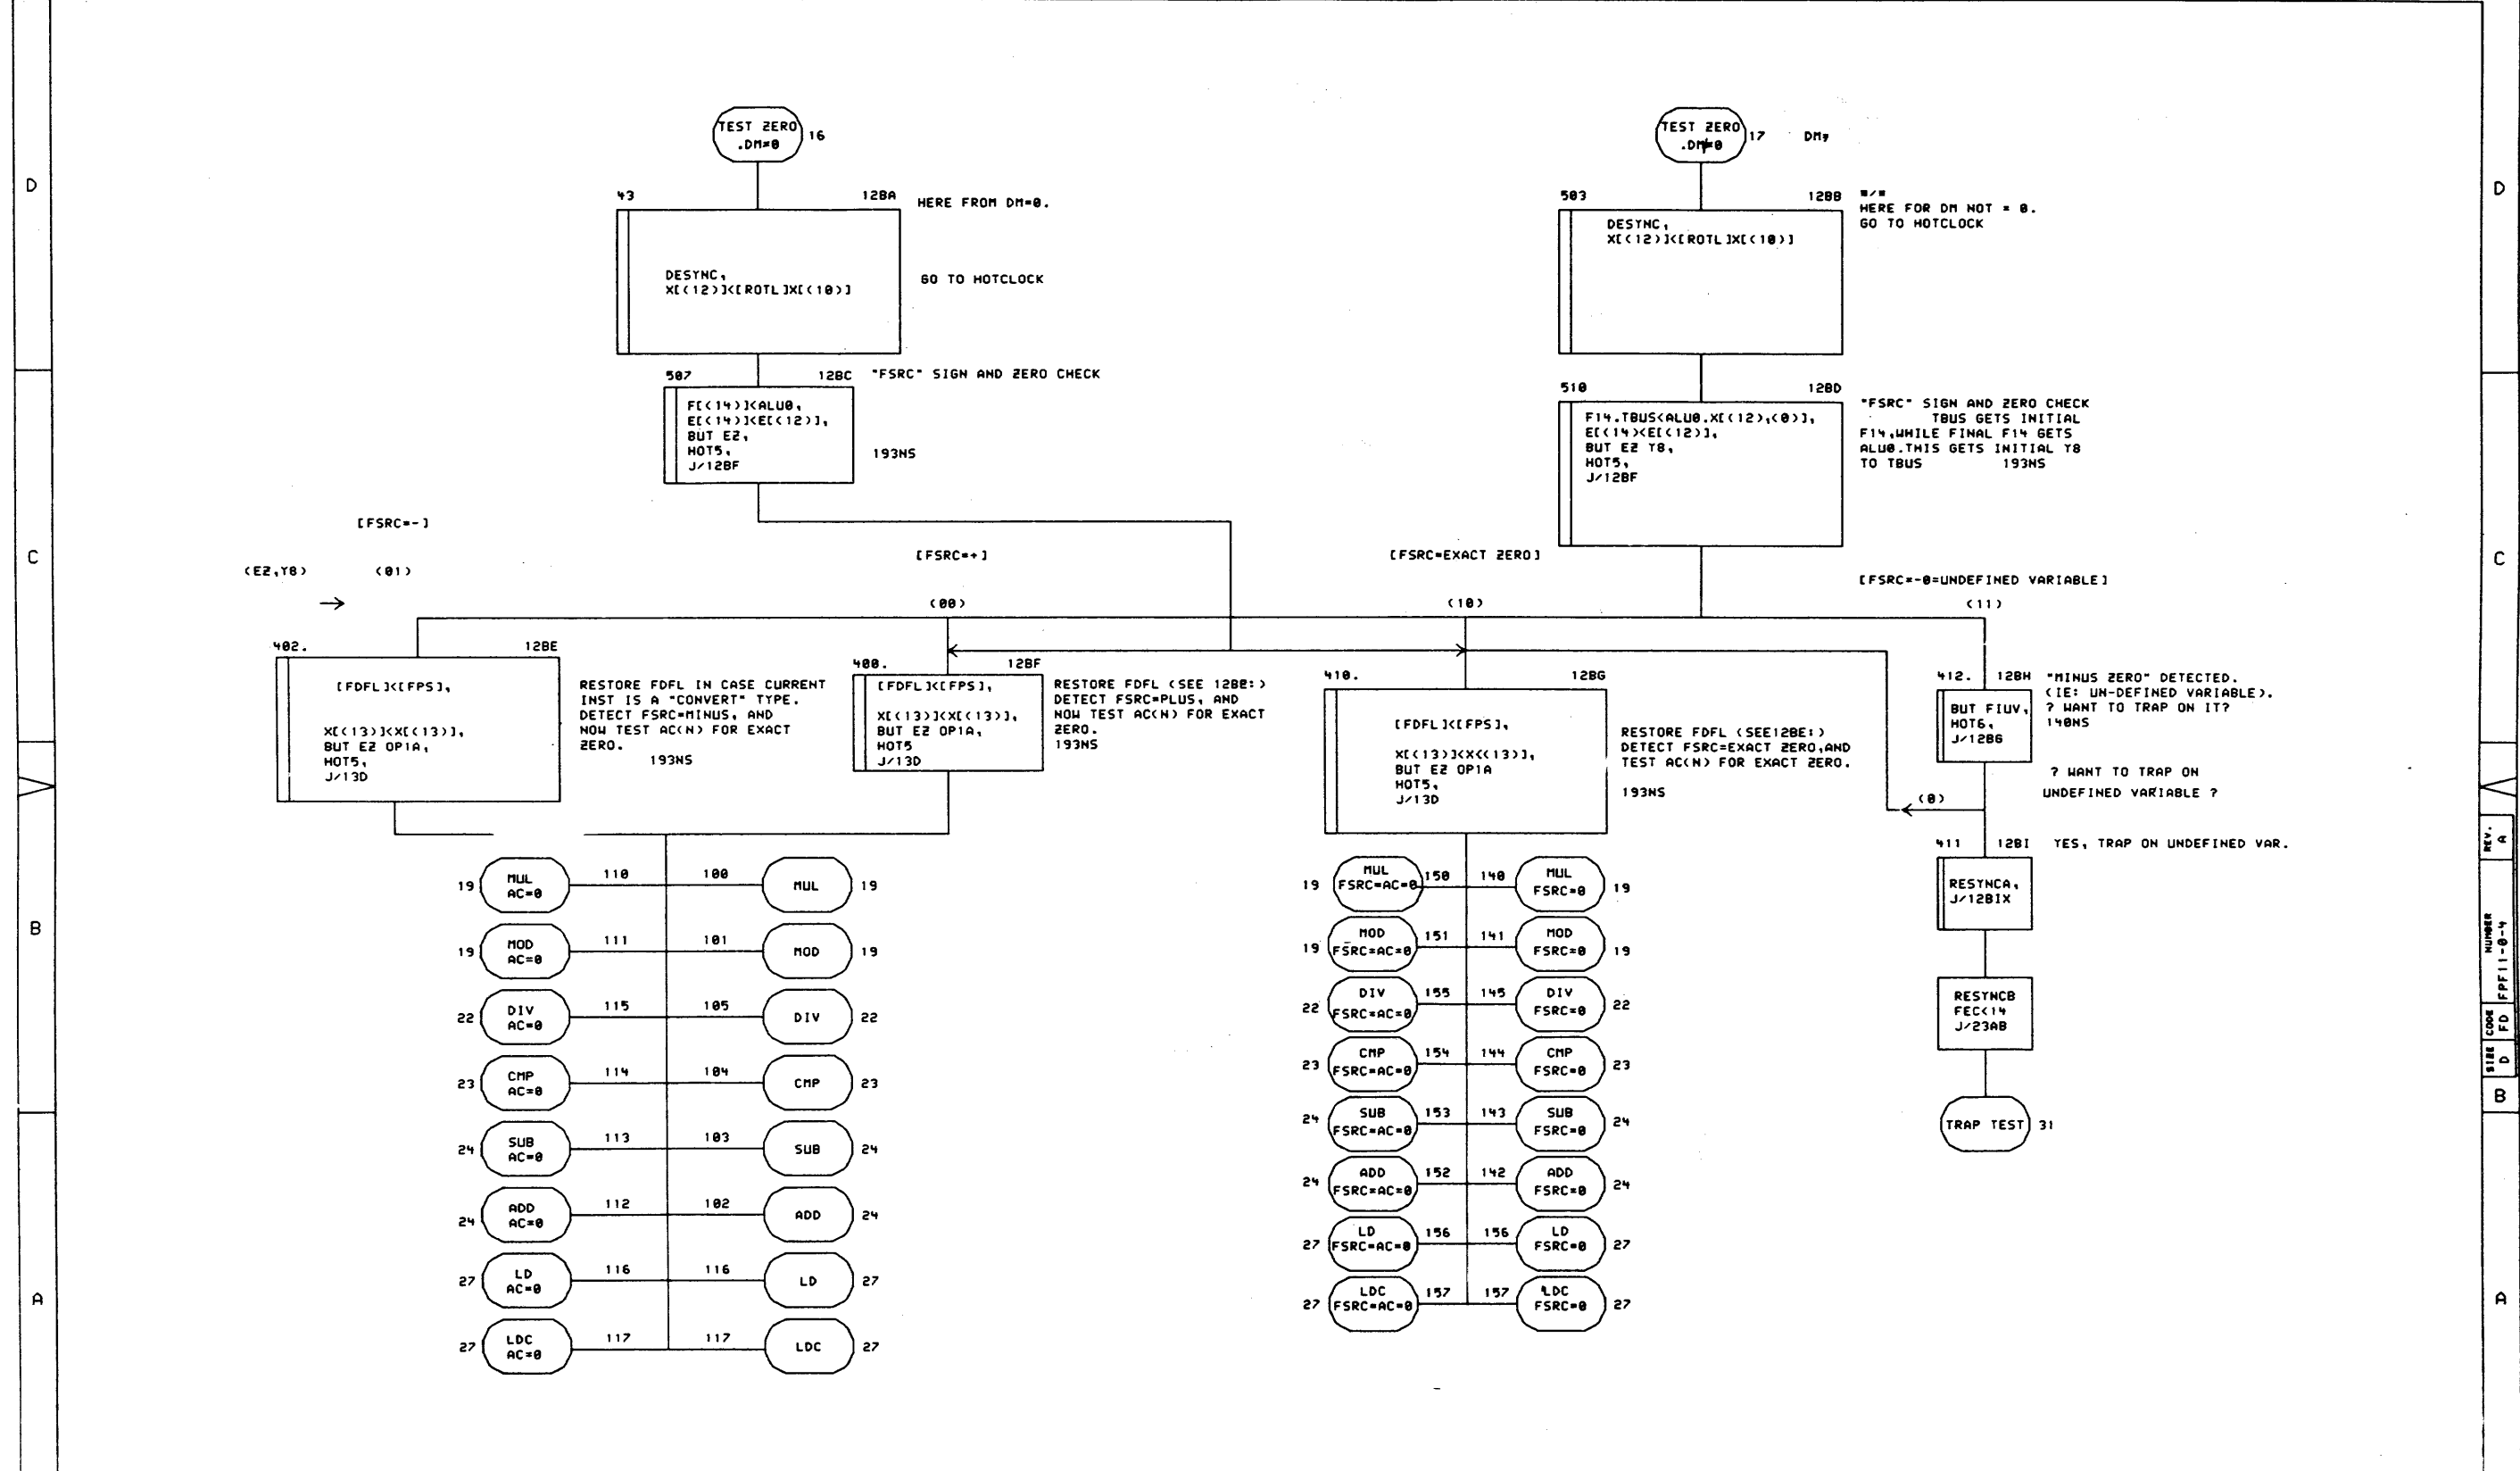 TEST ZERO
.DM=0
16
43
12BA
HERE FROM DM=0.
DESYNC,
X[(12)]<[ROTL]X[(10)]
GO TO HOTCLOCK
507
12BC
"FSRC" SIGN AND ZERO CHECK
F[(14)]<ALU0,
E[(14)]<E[(12)],
BUT EZ,
HOT5,
J/12BF
193NS
TEST ZERO
.DM≠0
17
DM,
503
12BB
"/"
HERE FOR DM NOT = 0.
GO TO HOTCLOCK
DESYNC,
X[(12)]<[ROTL]X[(10)]
510
12BD
F14.TBUS<ALU0.X[(12),(0)],
E[(14)<E[(12)],
BUT EZ Y8,
HOT5,
J/12BF
"FSRC" SIGN AND ZERO CHECK
TBUS GETS INITIAL
F14,WHILE FINAL F14 GETS
ALU0.THIS GETS INITIAL Y8
TO TBUS 193NS
[FSRC=-]
[FSRC=+]
[FSRC=EXACT ZERO]
[FSRC=-0=UNDEFINED VARIABLE]
(EZ,Y8) (01)
(00)
(10)
(11)
402.
12BE
[FDFL]<[FPS],
X[(13)]<X[(13)],
BUT EZ OP1A,
HOT5,
J/13D
RESTORE FDFL IN CASE CURRENT
INST IS A "CONVERT" TYPE.
DETECT FSRC=MINUS, AND
NOW TEST AC(N) FOR EXACT
ZERO.
193NS
400.
12BF
[FDFL]<[FPS],
X[(13)]<X[(13)],
BUT EZ OP1A,
HOT5
J/13D
RESTORE FDFL (SEE 12BE:)
DETECT FSRC=PLUS, AND
NOW TEST AC(N) FOR EXACT
ZERO.
193NS
410.
12BG
[FDFL]<[FPS],
X[(13)]<X<(13)],
BUT EZ OP1A
HOT5,
J/13D
RESTORE FDFL (SEE12BE:)
DETECT FSRC=EXACT ZERO,AND
TEST AC(N) FOR EXACT ZERO.
193NS
412.
12BH
BUT FIUV,
HOT6,
J/12BG
"MINUS ZERO" DETECTED.
(IE: UN-DEFINED VARIABLE).
? WANT TO TRAP ON IT?
140NS
? WANT TO TRAP ON
UNDEFINED VARIABLE ?
(0)
411
12BI
YES, TRAP ON UNDEFINED VAR.
RESYNCA,
J/12BIX
RESYNCB
FEC<14
J/23AB
TRAP TEST
31
19 MUL AC=0 110 100 MUL 19
19 MOD AC=0 111 101 MOD 19
22 DIV AC=0 115 105 DIV 22
23 CMP AC=0 114 104 CMP 23
24 SUB AC=0 113 103 SUB 24
24 ADD AC=0 112 102 ADD 24
27 LD AC=0 116 116 LD 27
27 LDC AC=0 117 117 LDC 27
19 MUL FSRC=AC=0 150 140 MUL FSRC=0 19
19 MOD FSRC=AC=0 151 141 MOD FSRC=0 19
22 DIV FSRC=AC=0 155 145 DIV FSRC=0 22
23 CMP FSRC=AC=0 154 144 CMP FSRC=0 23
24 SUB FSRC=AC=0 153 143 SUB FSRC=0 24
24 ADD FSRC=AC=0 152 142 ADD FSRC=0 24
27 LD FSRC=AC=0 156 156 LD FSRC=0 27
27 LDC FSRC=AC=0 157 157 LDC FSRC=0 27
D
C
B
A
D
C
B
A
SIZE D
CODE FD
NUMBER FPF11-0-4
REV. A